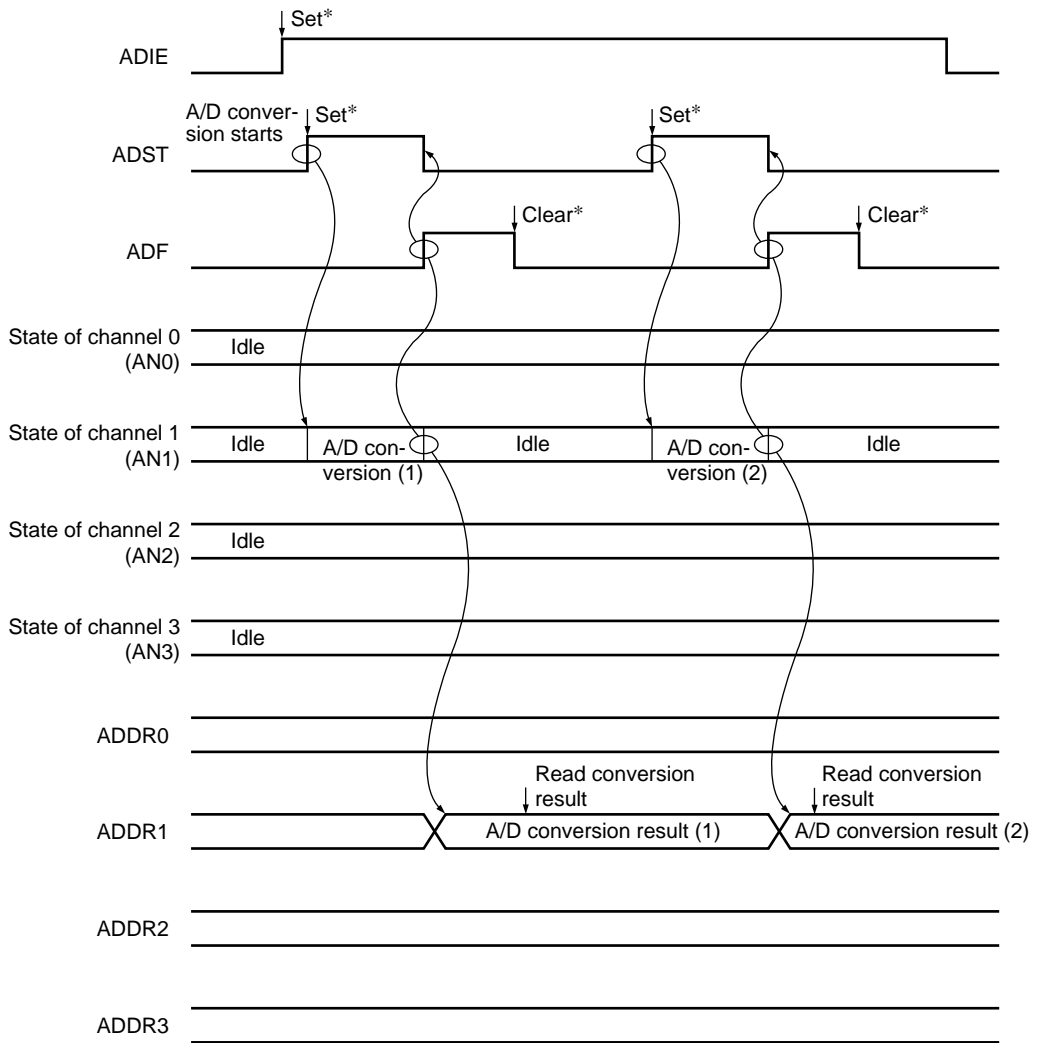 Set*
ADIE
A/D conver-
sion starts
Set*
Set*
ADST
Clear*
Clear*
ADF
State of channel 0
(AN0)
Idle
State of channel 1
(AN1)
Idle
A/D con-
version (1)
Idle
A/D con-
version (2)
Idle
State of channel 2
(AN2)
Idle
State of channel 3
(AN3)
Idle
ADDR0
Read conversion
result
Read conversion
result
ADDR1
A/D conversion result (1)
A/D conversion result (2)
ADDR2
ADDR3